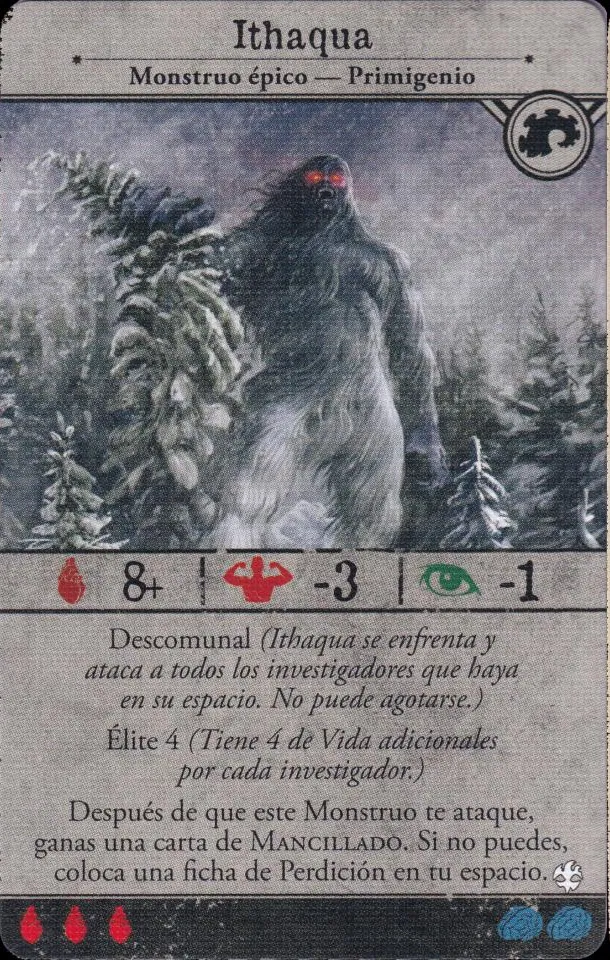 Ithaqua
Monstruo épico — Primigenio
8+ -3 -1
Descomunal (Ithaqua se enfrenta y
ataca a todos los investigadores que haya
en su espacio. No puede agotarse.)
Élite 4 (Tiene 4 de Vida adicionales
por cada investigador.)
Después de que este Monstruo te ataque,
ganas una carta de MANCILLADO. Si no puedes,
coloca una ficha de Perdición en tu espacio.